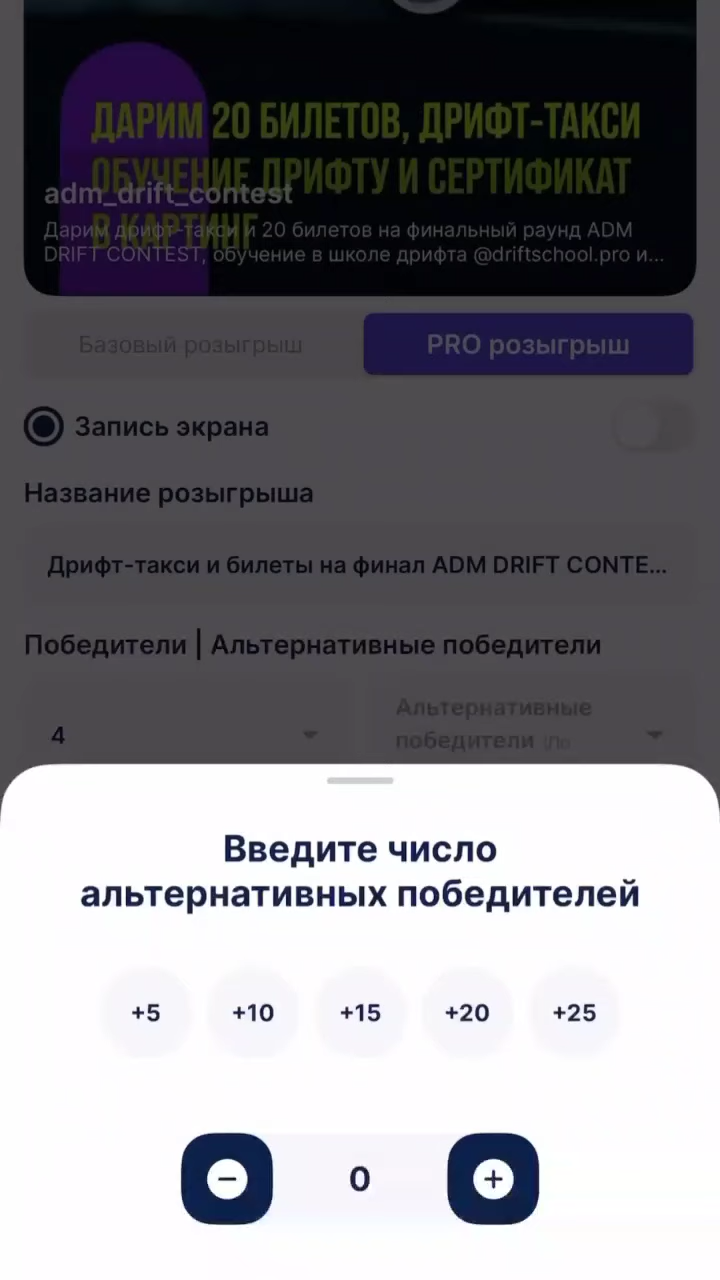 ДАРИМ 20 БИЛЕТОВ, ДРИФТ-ТАКСИ
ОБУЧЕНИЕ ДРИФТУ И СЕРТИФИКАТ
adm_drift_contest
В КАРТИНГ
Дарим дрифт-такси и 20 билетов на финальный раунд ADM
DRIFT CONTEST, обучение в школе дрифта @driftschool.pro и...
Базовый розыгрыш
PRO розыгрыш
Запись экрана
Название розыгрыша
Дрифт-такси и билеты на финал ADM DRIFT CONTE...
Победители | Альтернативные победители
4
Альтернативные
победители
Введите число
альтернативных победителей
+5
+10
+15
+20
+25
0